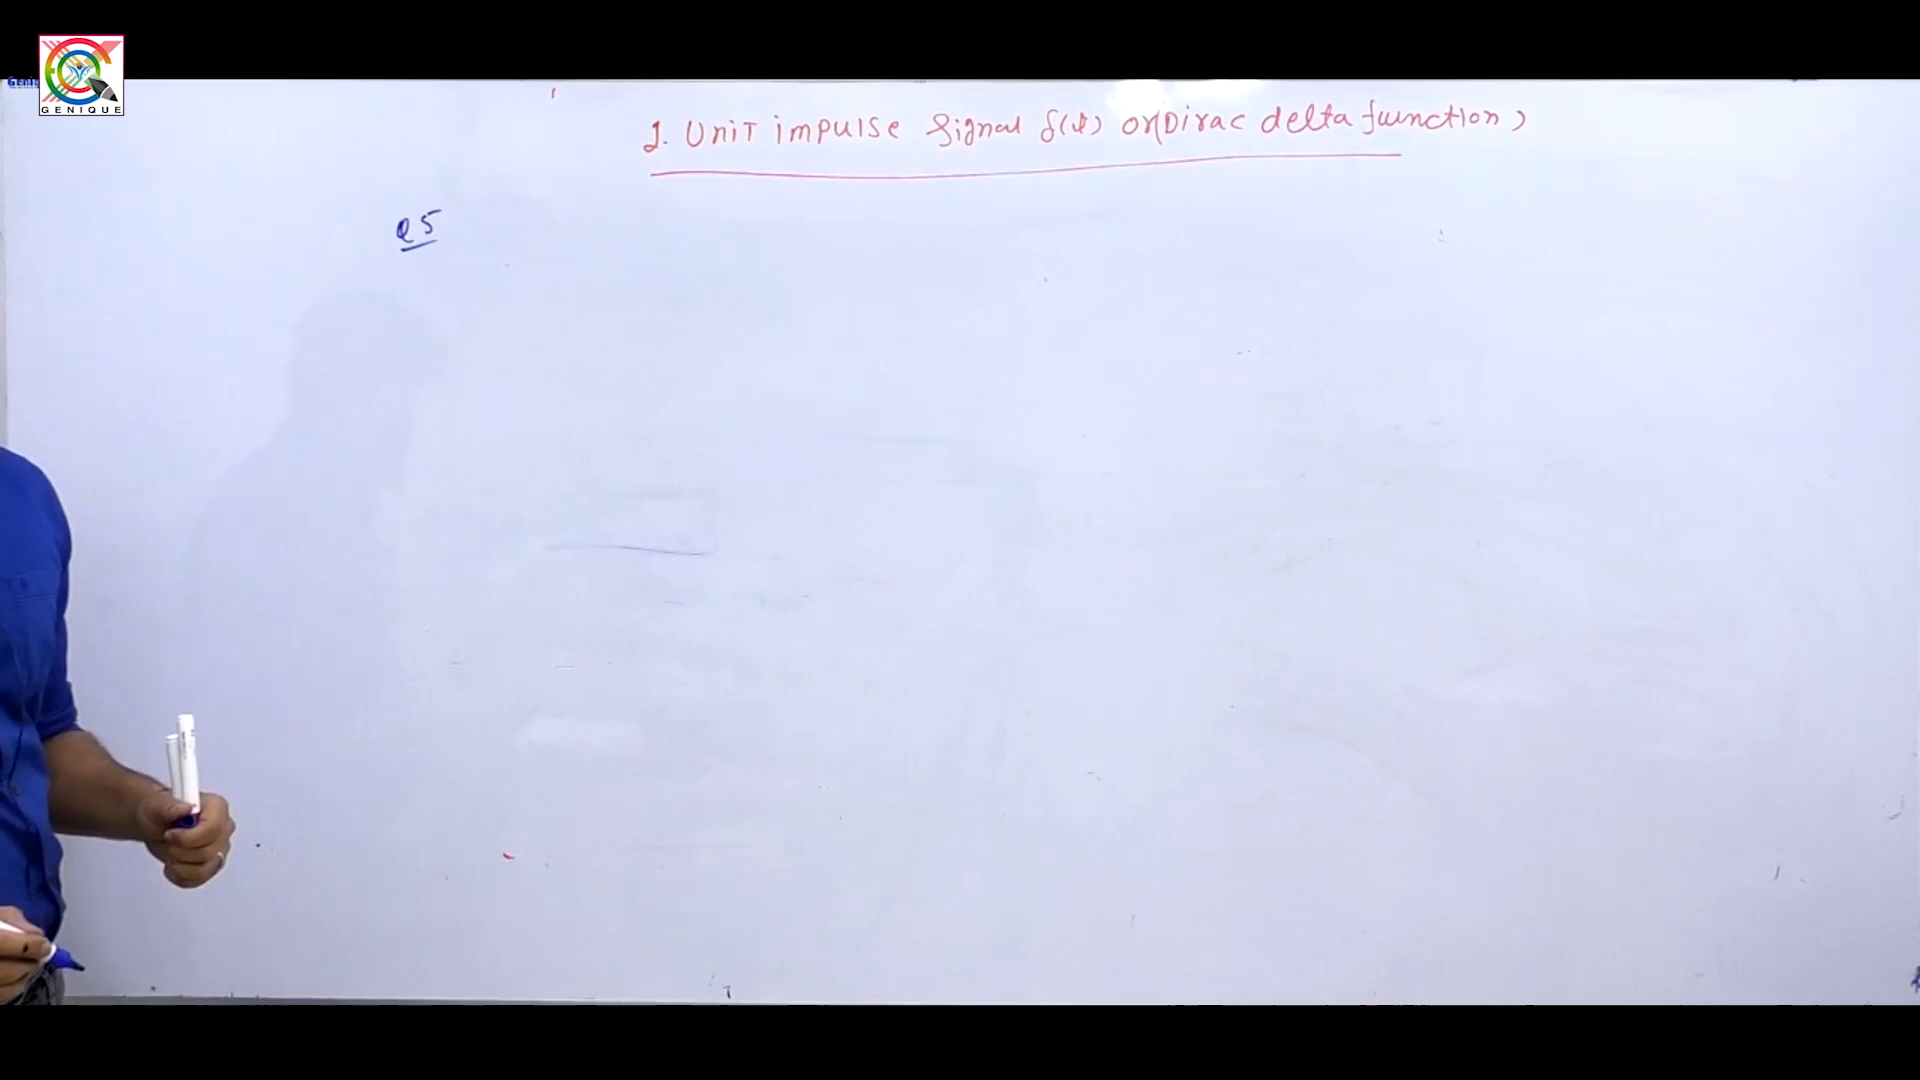 GENIQUE
1. Unit impulse signal δ(t) or (Dirac delta function)
Q5